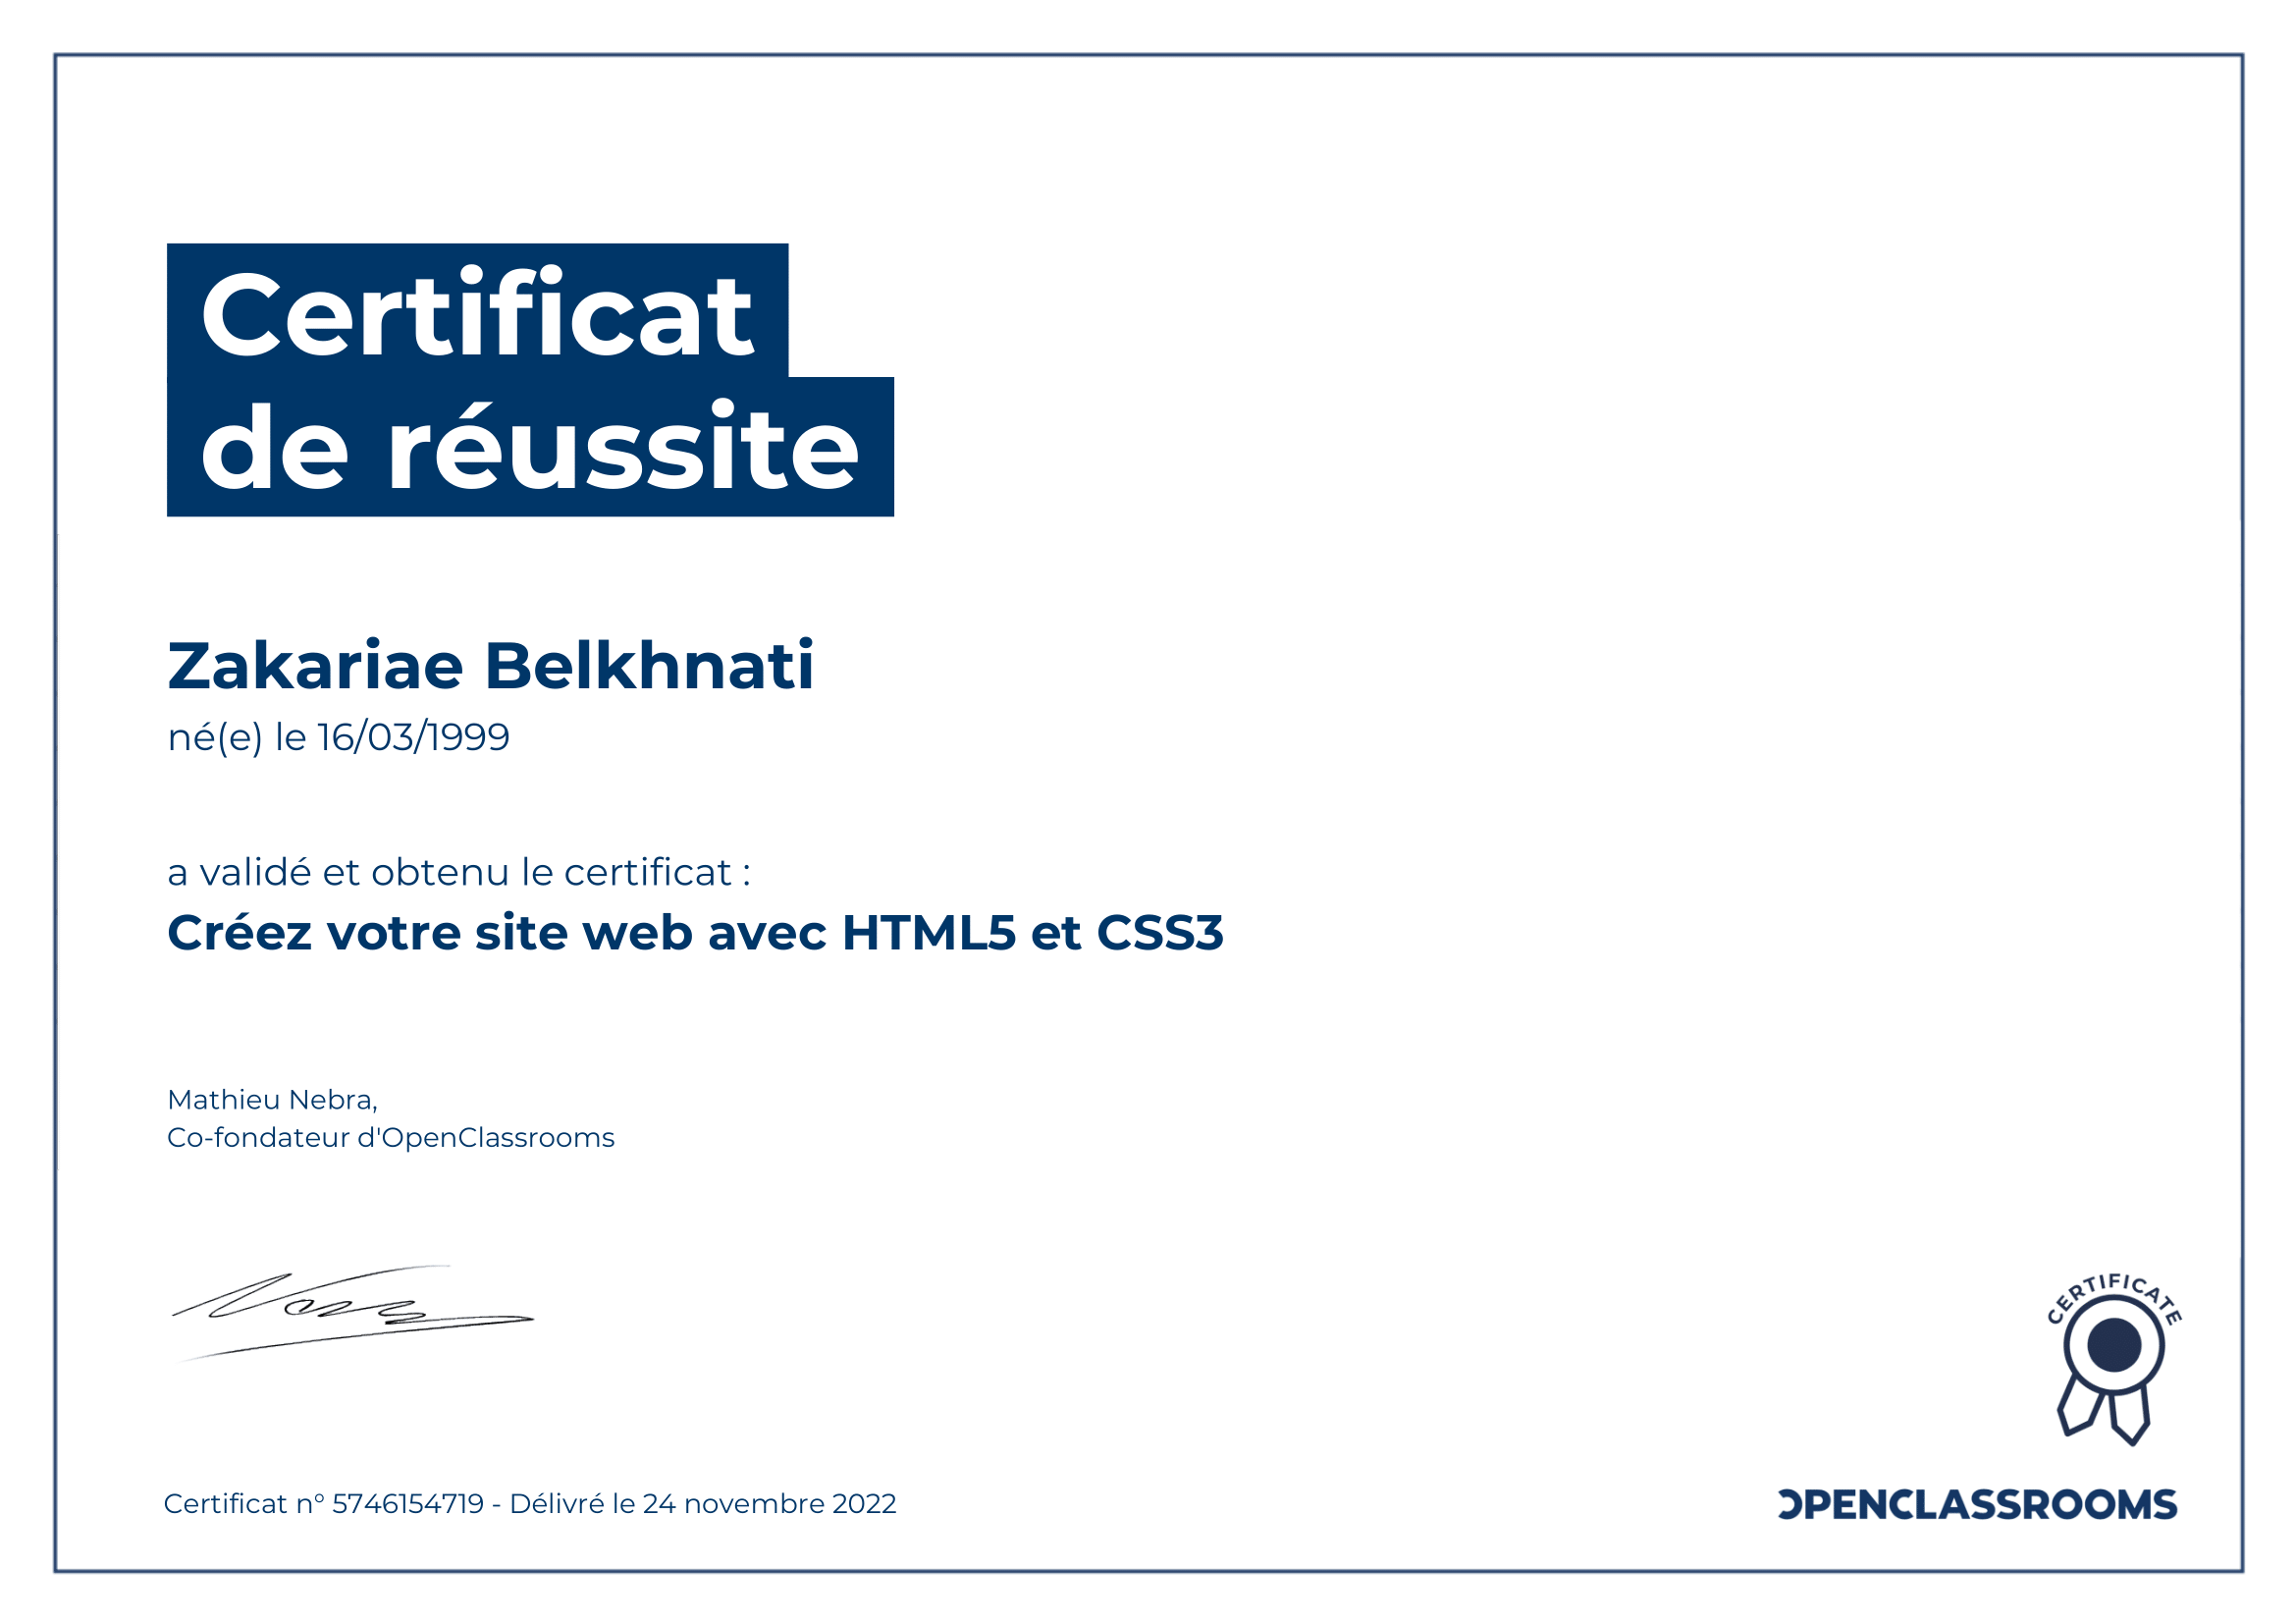 Certificat
de réussite
Zakariae Belkhnati
né(e) le 16/03/1999
a validé et obtenu le certificat :
Créez votre site web avec HTML5 et CSS3
Mathieu Nebra,
Co-fondateur d'OpenClassrooms
CERTIFICATE
Certificat n° 5746154719 - Délivré le 24 novembre 2022
OPENCLASSROOMS